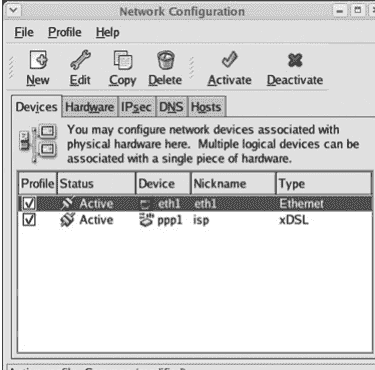 Network Configuration
File Profile Help
New Edit Copy Delete Activate Deactivate
Devices Hardware IPsec DNS Hosts
You may configure network devices associated with
physical hardware here. Multiple logical devices can be
associated with a single piece of hardware.
Profile Status Device Nickname Type
Active eth1 eth1 Ethernet
Active ppp1 isp xDSL